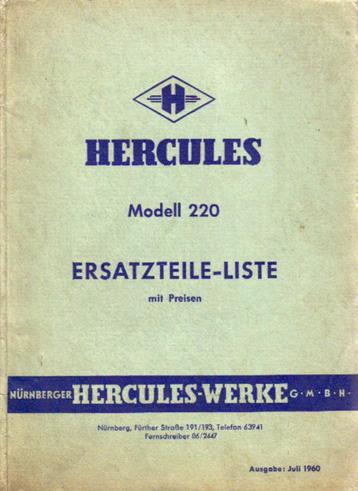 H
HERCULES
Modell 220
ERSATZTEILE-LISTE
mit Preisen
NÜRNBERGER HERCULES-WERKE G·M·B·H·
Nürnberg, Fürther Straße 191/193, Telefon 63941
Fernschreiber 06/2447
Ausgabe: Juli 1960